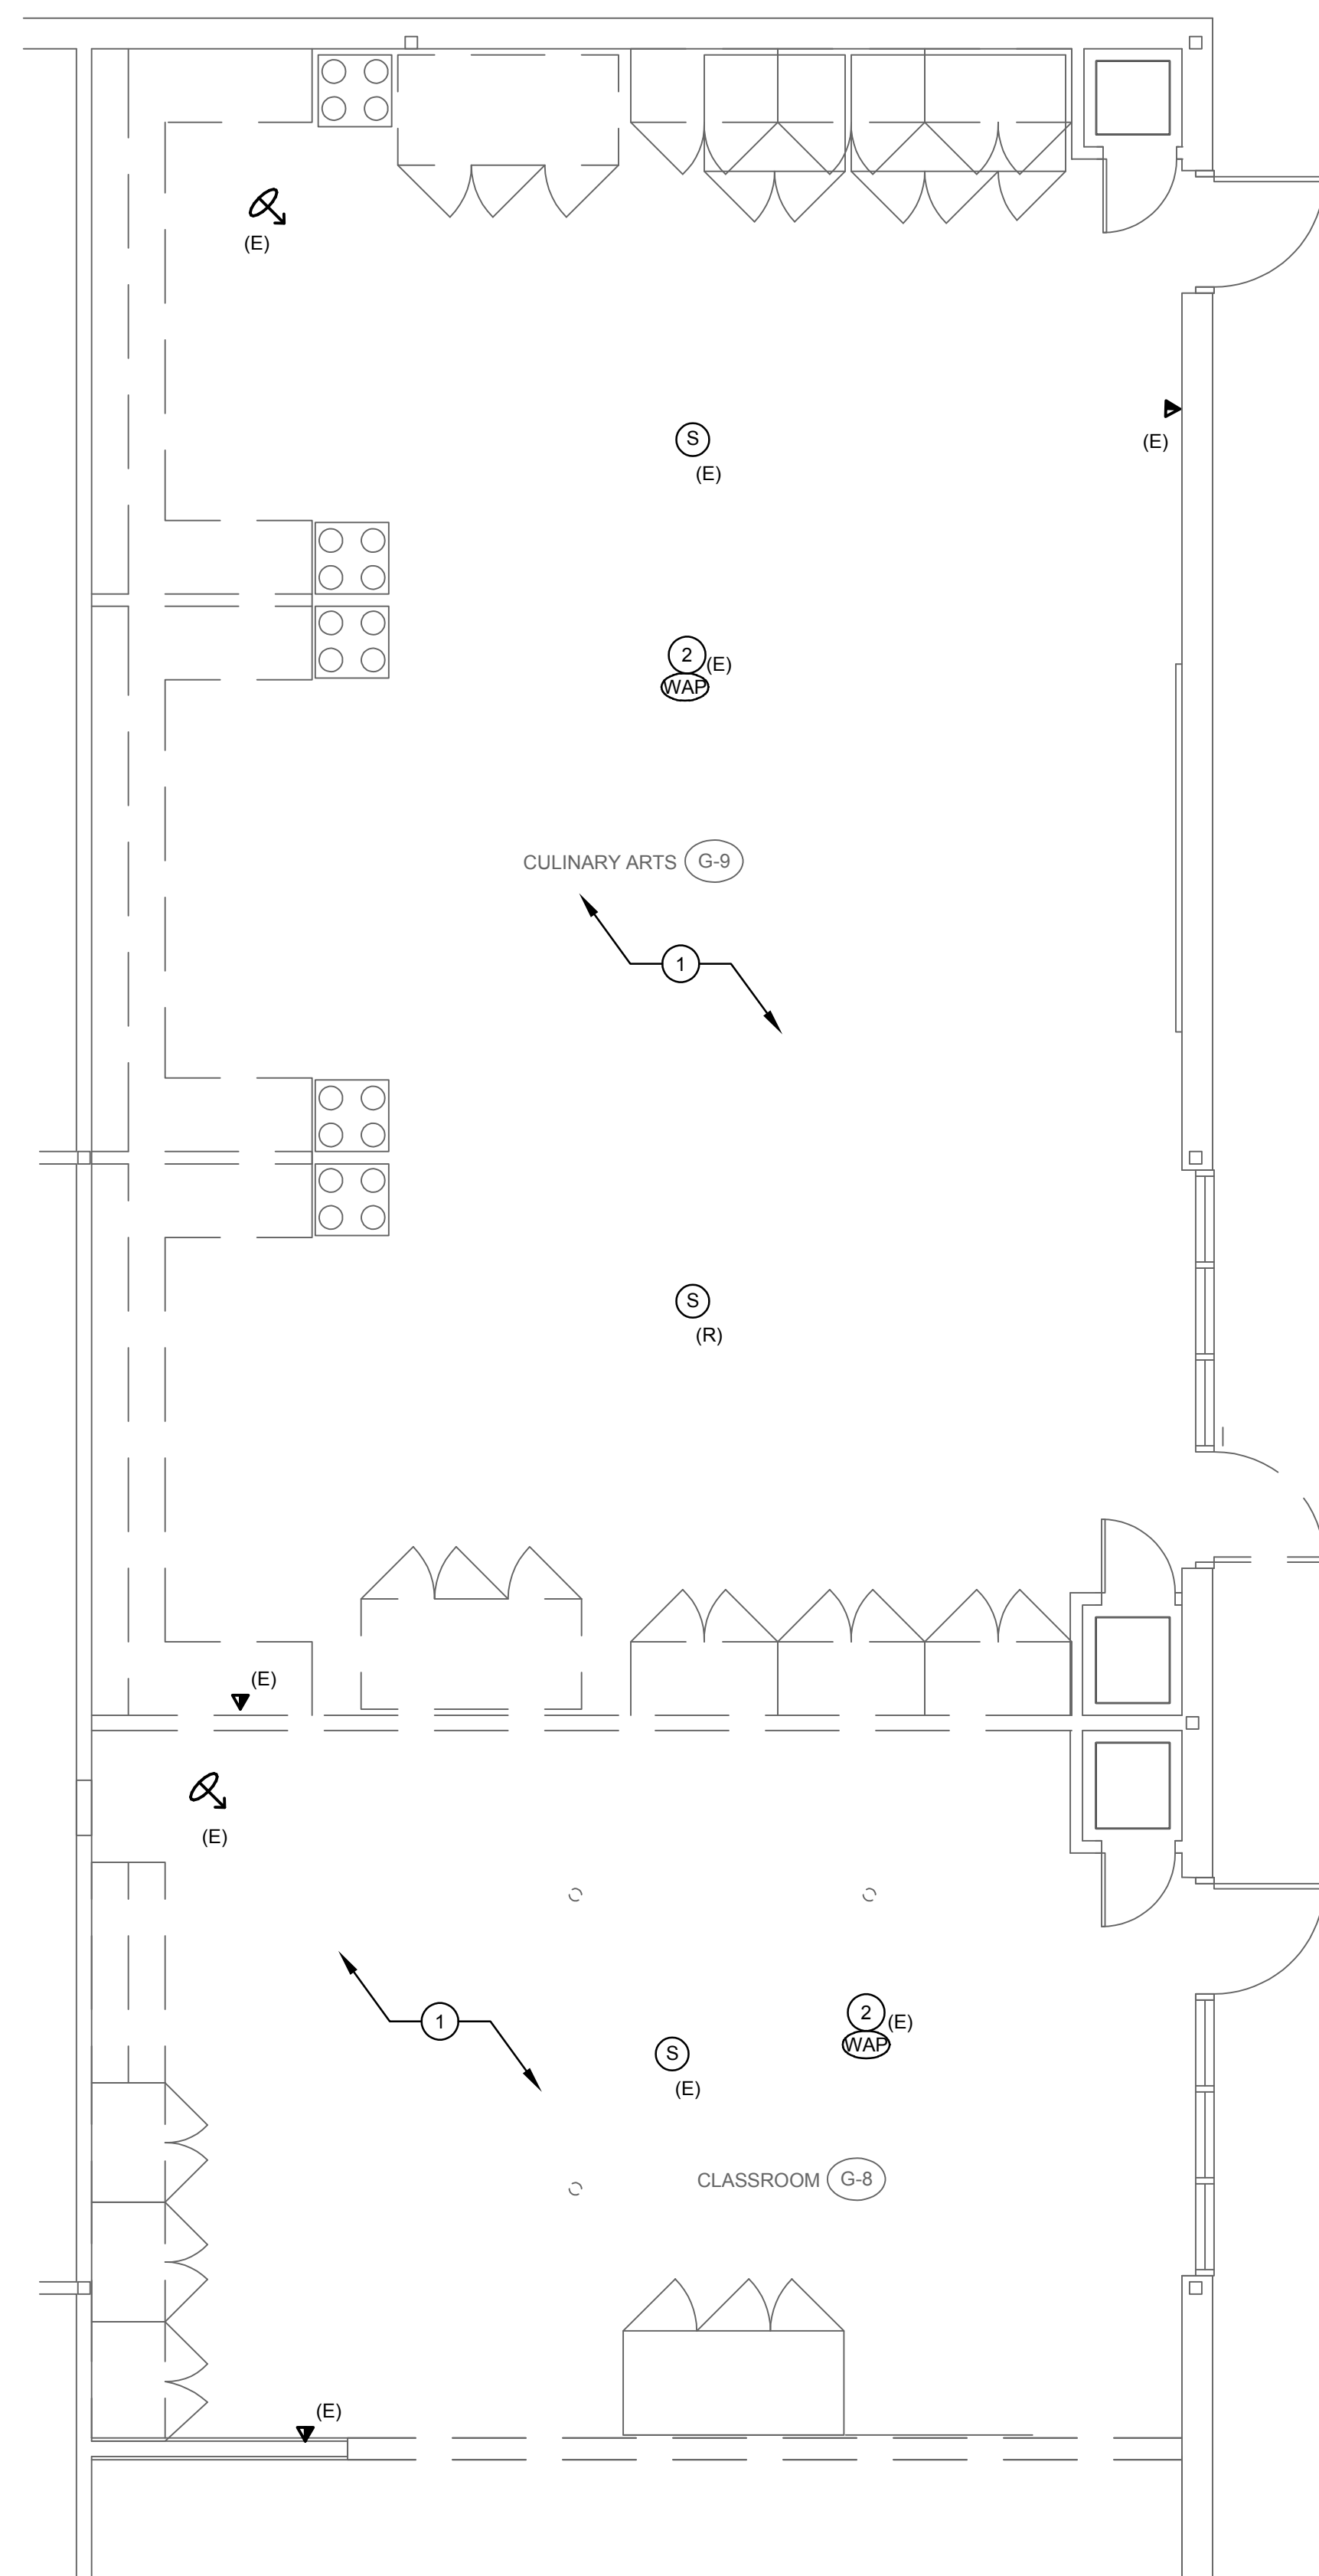 (E)
S
(E)
(E)
2
(E)
WAP
CULINARY ARTS G-9
1
S
(R)
(E)
(E)
1
2
(E)
WAP
S
(E)
CLASSROOM G-8
(E)